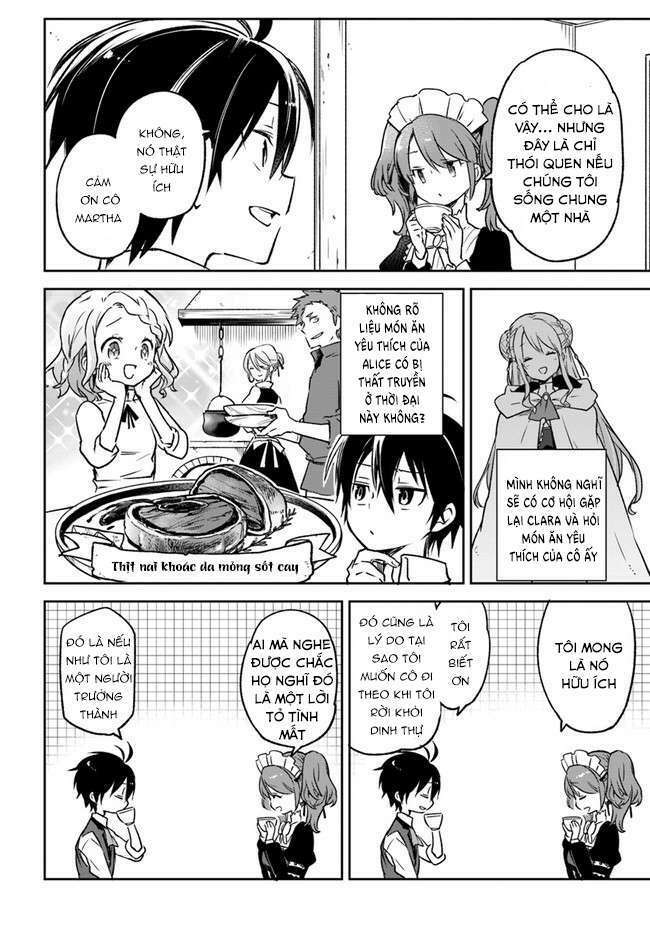 CÓ THỂ CHO LÀ
VẬY... NHƯNG
ĐÂY LÀ CHỈ
THÓI QUEN NẾU
CHÚNG TÔI
SỐNG CHUNG
MỘT NHÃ
KHÔNG,
NÓ THẬT
SỰ HỮU
ÍCH
CẢM
ƠN CÔ
MARTHA
MÌNH KHÔNG NGHĨ
SẼ CÓ CƠ HỘI GẶP
LẠI CLARA VÀ HỎI
MÓN ĂN YÊU
THÍCH CỦA CÔ ẤY
KHÔNG RÕ
LIỆU MÓN ĂN
YÊU THÍCH CỦA
ALICE CÓ BỊ
THẤT TRUYỀN
Ở THỜI ĐẠI
NÀY KHÔNG?
Thịt nai khoác da mỏng sốt cay
TÔI MONG
LÀ NÓ
HỮU ÍCH
TÔI
RẤT
BIẾT
ƠN
ĐÓ CŨNG LÀ
LÝ DO TẠI
SAO TÔI
MUỐN CÔ ĐI
THEO KHI TÔI
RỜI KHỎI
DINH THỰ
AI MÃ NGHE
ĐƯỢC CHẮC
HỌ NGHĨ ĐÓ
LÀ MỘT LỜI
TỎ TÌNH
MẤT
ĐÓ LÀ NẾU
NHƯ TÔI LÀ
MỘT NGƯỜI
TRƯỞNG
THÀNH